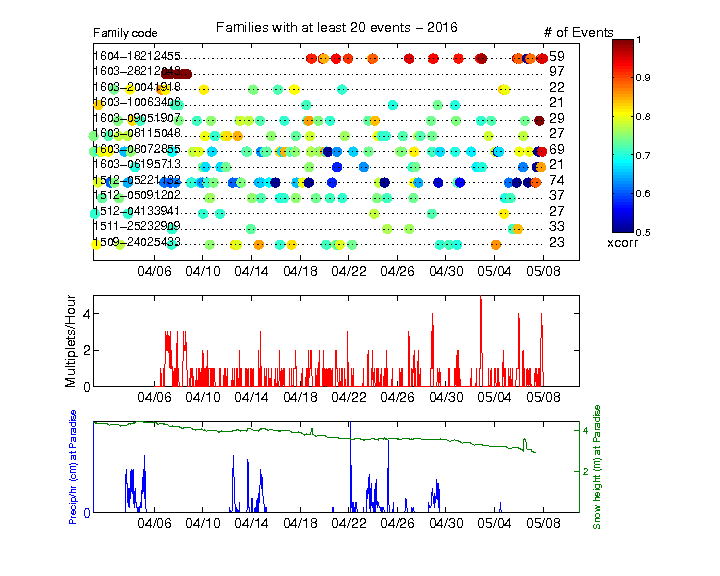 Families with at least 20 events − 2016
Family code
# of Events
1604−18212455 59
97
1603−20041918 22
1603−10063406 21
1603−09051907 29
1603−08115048 27
1603−08072855 69
1603−06195713 21
74
1512−05091202 37
1512−04133941 27
1511−25232909 33
1509−24025433 23
04/06 04/10 04/14 04/18 04/22 04/26 04/30 05/04 05/08
1
0.9
0.8
0.7
0.6
0.5
xcorr
Multiplets/Hour
4
2
0
04/06 04/10 04/14 04/18 04/22 04/26 04/30 05/04 05/08
Precip/hr (cm) at Paradise
0
4
2
Snow height (m) at Paradise
04/06 04/10 04/14 04/18 04/22 04/26 04/30 05/04 05/08